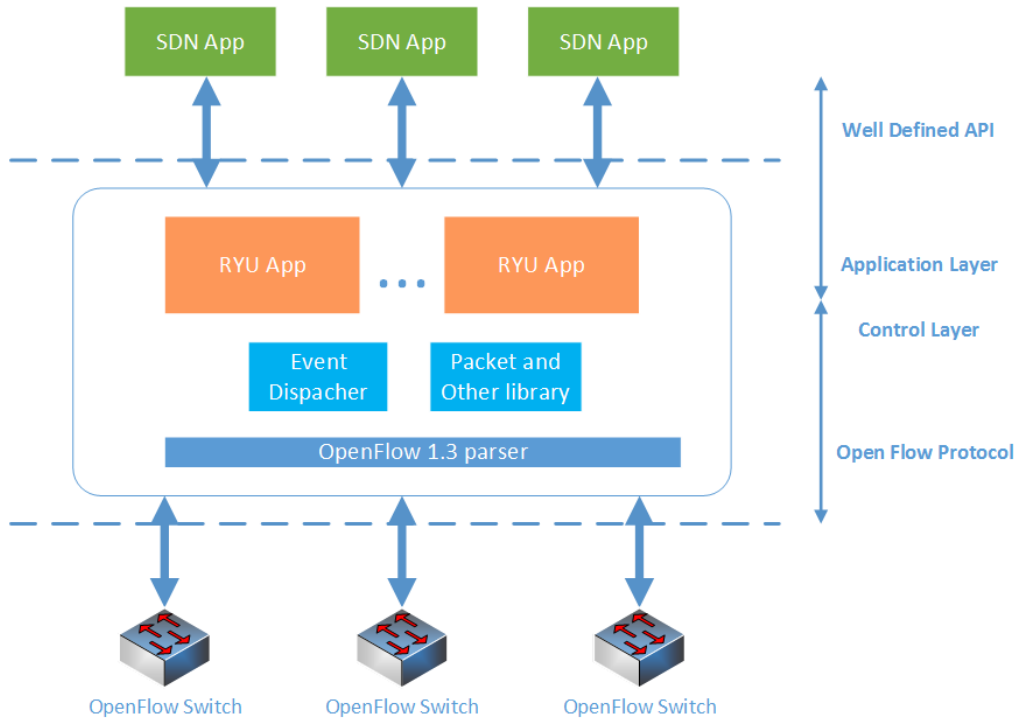 SDN App
SDN App
SDN App
Well Defined API
RYU App
...
RYU App
Application Layer
Control Layer
Event
Dispacher
Packet and
Other library
OpenFlow 1.3 parser
Open Flow Protocol
OpenFlow Switch
OpenFlow Switch
OpenFlow Switch